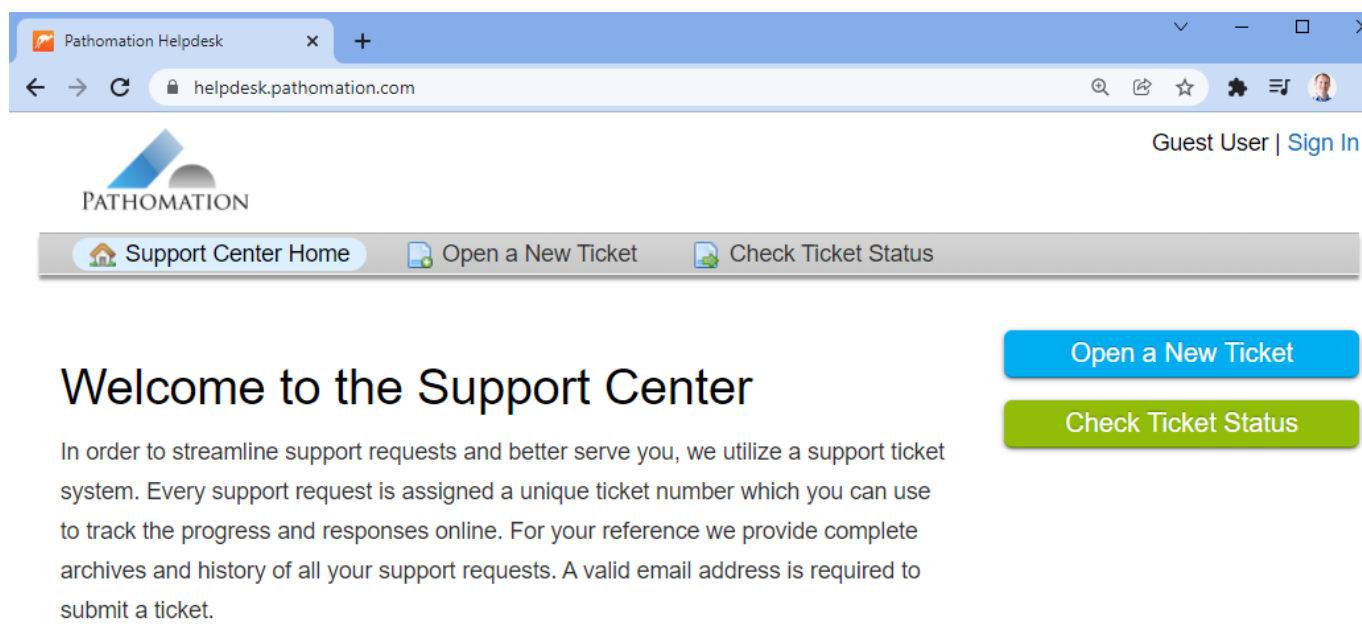 Pathomation Helpdesk
helpdesk.pathomation.com
Guest User | Sign In
PATHOMATION
Support Center Home Open a New Ticket Check Ticket Status
Open a New Ticket
Welcome to the Support Center
Check Ticket Status
In order to streamline support requests and better serve you, we utilize a support ticket
system. Every support request is assigned a unique ticket number which you can use
to track the progress and responses online. For your reference we provide complete
archives and history of all your support requests. A valid email address is required to
submit a ticket.